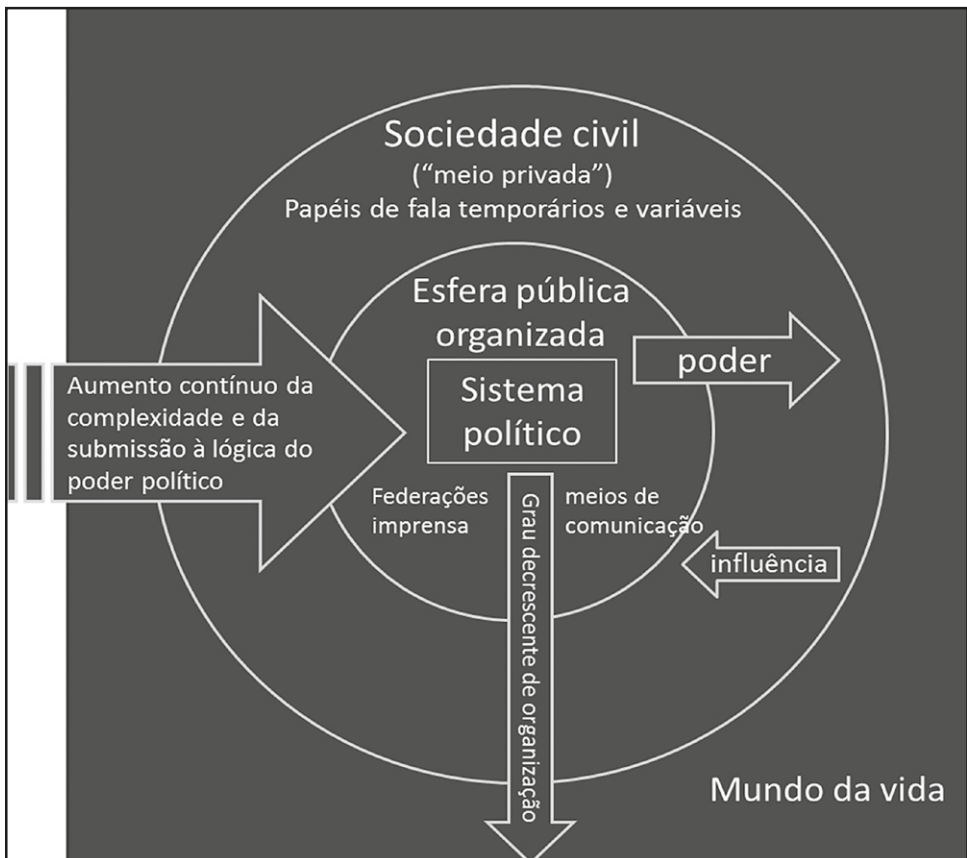 Sociedade civil
(“meio privada”)
Papéis de fala temporários e variáveis
Esfera pública
organizada
Sistema
político
poder
Aumento contínuo da
complexidade e da
submissão à lógica do
poder político
Federações
imprensa
meios de
comunicação
Grau decrescente de organização
influência
Mundo da vida